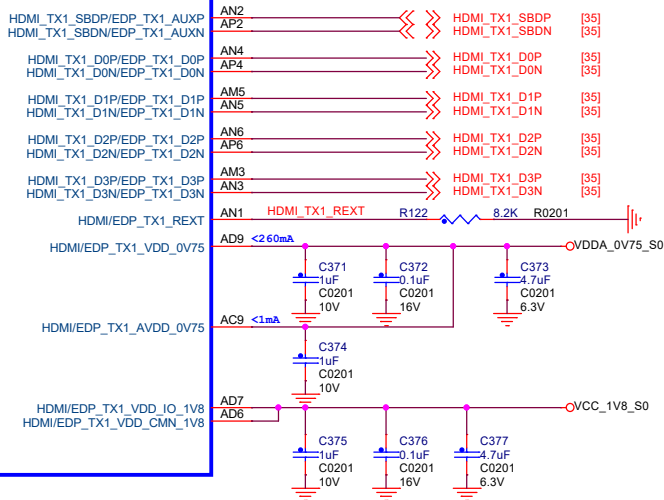 HDMI_TX1_SBDP/EDP_TX1_AUXP AN2 HDMI_TX1_SBDP [35]
HDMI_TX1_SBDN/EDP_TX1_AUXN AP2 HDMI_TX1_SBDN [35]
HDMI_TX1_D0P/EDP_TX1_D0P AN4 HDMI_TX1_D0P [35]
HDMI_TX1_D0N/EDP_TX1_D0N AP4 HDMI_TX1_D0N [35]
HDMI_TX1_D1P/EDP_TX1_D1P AM5 HDMI_TX1_D1P [35]
HDMI_TX1_D1N/EDP_TX1_D1N AN5 HDMI_TX1_D1N [35]
HDMI_TX1_D2P/EDP_TX1_D2P AN6 HDMI_TX1_D2P [35]
HDMI_TX1_D2N/EDP_TX1_D2N AP6 HDMI_TX1_D2N [35]
HDMI_TX1_D3P/EDP_TX1_D3P AM3 HDMI_TX1_D3P [35]
HDMI_TX1_D3N/EDP_TX1_D3N AN3 HDMI_TX1_D3N [35]
HDMI/EDP_TX1_REXT AN1 HDMI_TX1_REXT R122 8.2K R0201
HDMI/EDP_TX1_VDD_0V75 AD9 <260mA VDDA_0V75_S0
C371 C372 C373
1uF 0.1uF 4.7uF
C0201 C0201 C0201
10V 16V 6.3V
HDMI/EDP_TX1_AVDD_0V75 AC9 <1mA
C374
1uF
C0201
10V
HDMI/EDP_TX1_VDD_IO_1V8 AD7 VCC_1V8_S0
HDMI/EDP_TX1_VDD_CMN_1V8 AD6
C375 C376 C377
1uF 0.1uF 4.7uF
C0201 C0201 C0201
10V 16V 6.3V